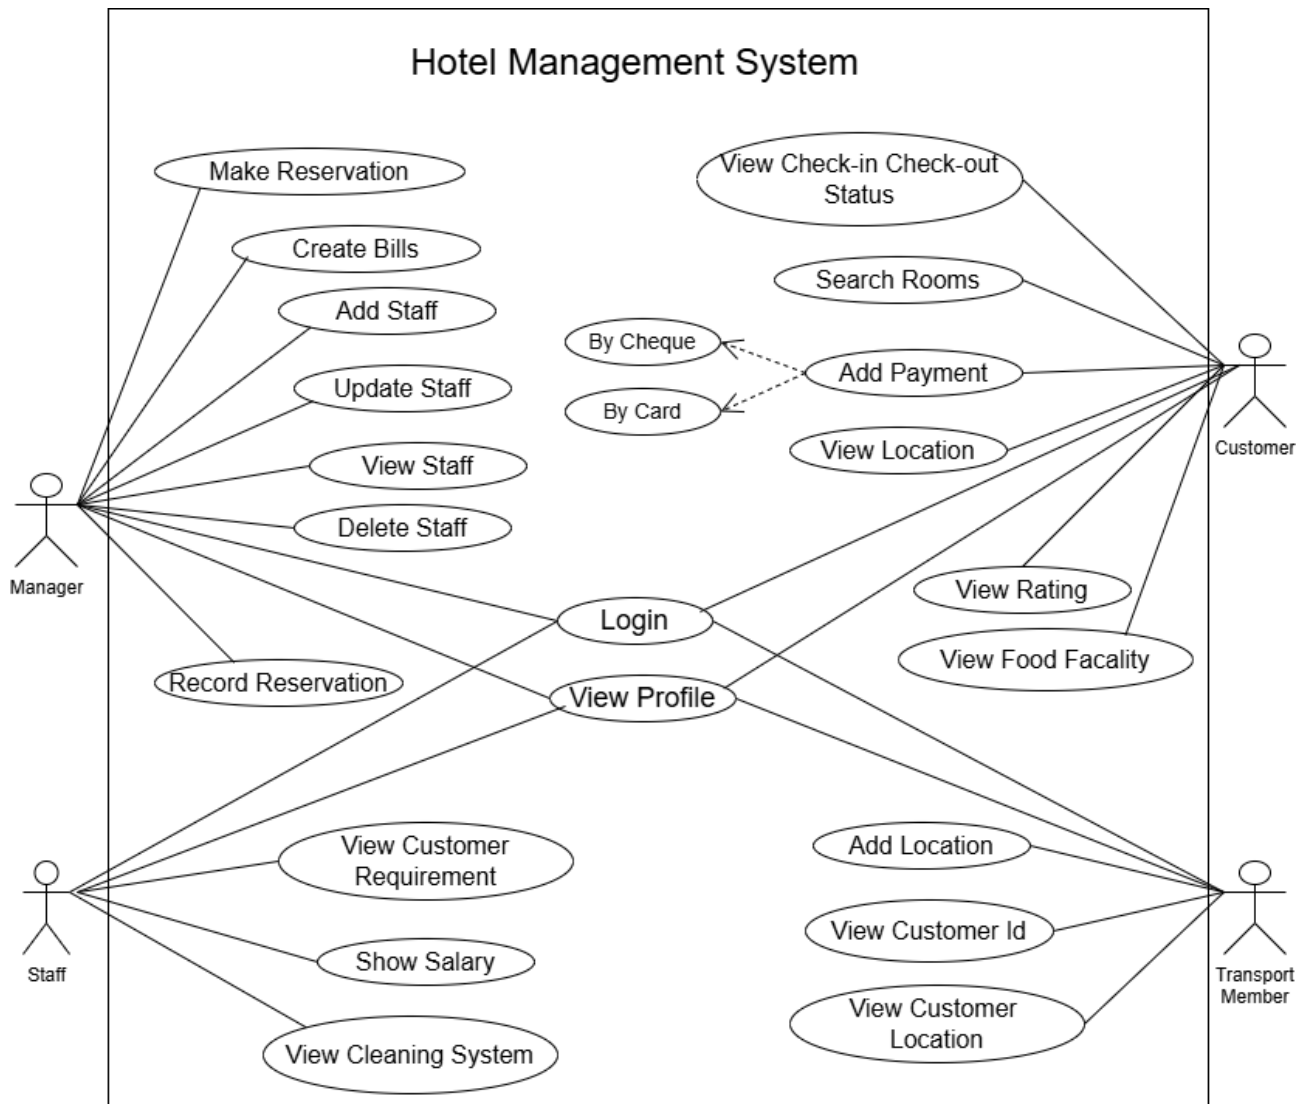 Hotel Management System
Make Reservation
View Check-in Check-out
Status
Create Bills
Search Rooms
Add Staff
By Cheque
Add Payment
Update Staff
By Card
Customer
View Location
View Staff
Delete Staff
Manager
View Rating
Login
View Food Facality
Record Reservation
View Profile
View Customer
Requirement
Add Location
View Customer Id
Show Salary
Staff
Transport
Member
View Customer
Location
View Cleaning System